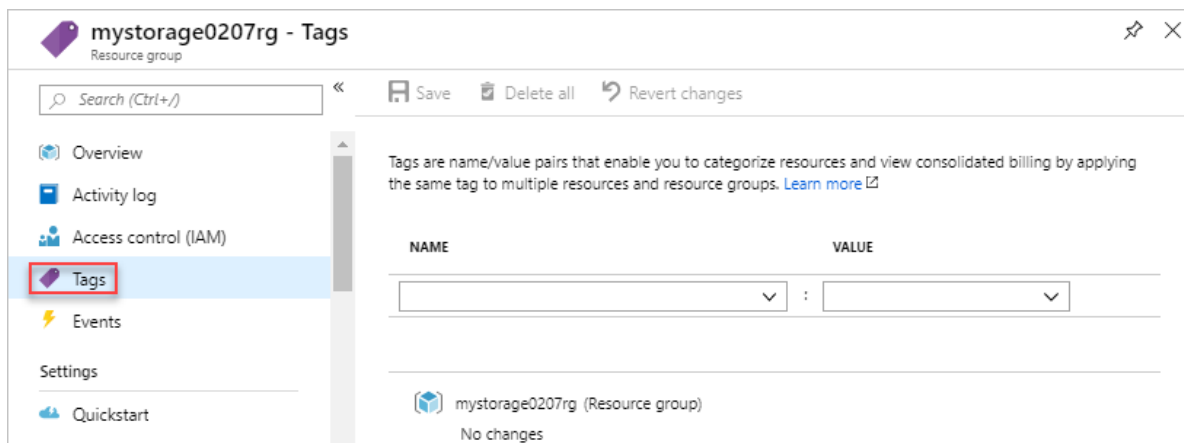 mystorage0207rg - Tags
Resource group
Search (Ctrl+/)
Overview
Activity log
Access control (IAM)
Tags
Events
Settings
Quickstart
Save Delete all Revert changes
Tags are name/value pairs that enable you to categorize resources and view consolidated billing by applying
the same tag to multiple resources and resource groups. Learn more
NAME VALUE
:
mystorage0207rg (Resource group)
No changes